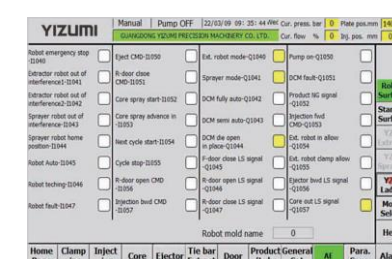 YIZUMI
Manual Pump OFF 22/03/09 09: 35: 44 Wed Cur. press. bar 0 Plate pos.mm
GUANGDONG YIZUMI PRECISION MACHINERY CO. LTD. Cur. flow % 0 Inj. pos. mm
Robot emergency stop -I1040
Extractor robot out of interference1-I1041
Extractor robot out of interference2-I1042
Sprayer robot out of interference-I1043
Sprayer robot home position-I1044
Robot Auto-I1045
Robot teching-I1046
Robot fault-I1047
Eject CMD-I1050
R-door close CMD-I1051
Core spray start-I1052
Core spray advance in -I1053
Next cycle start-I1054
Cycle stop-I1055
R-door open CMD -I1056
Injection bwd CMD -I1057
Ext. robot mode-Q1040
Sprayer mode-Q1041
DCM fully auto-Q1042
DCM semi auto-Q1043
DCM die open in place-Q1044
F-door close LS signal -Q1045
R-door open LS signal -Q1046
R-door close LS signal -Q1047
Pump on-Q1050
DCM fault-Q1051
Product NG signal -Q1052
Injection fwd CMD-Q1053
Ext. robot in allow -Q1054
Ext. robot clamp allow -Q1055
Ejector bwd LS signal -Q1056
Core out LS signal -Q1057
Robot mold name 0
Home Clamp Inject Core Ejector Tie bar Door Product General AE Para.